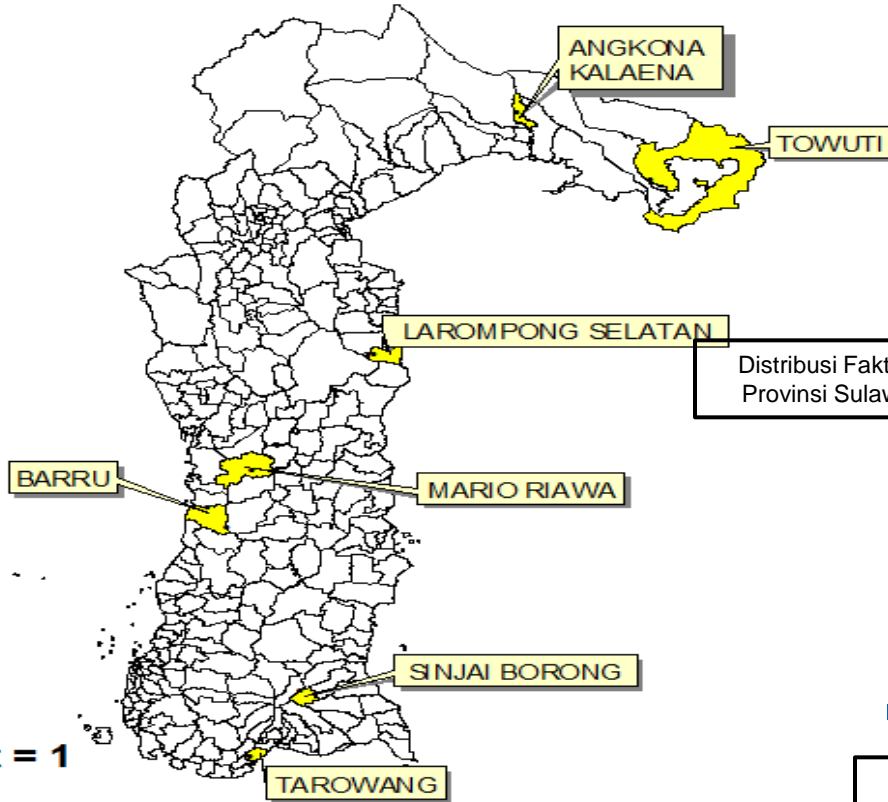 ANGKONA
KALAENA
TOWUTI
LAROMPONG SELATAN
Distribusi Fakt
Provinsi Sulaw
BARRU
MARIO RIAWA
SINJAI BORONG
= 1
TAROWANG